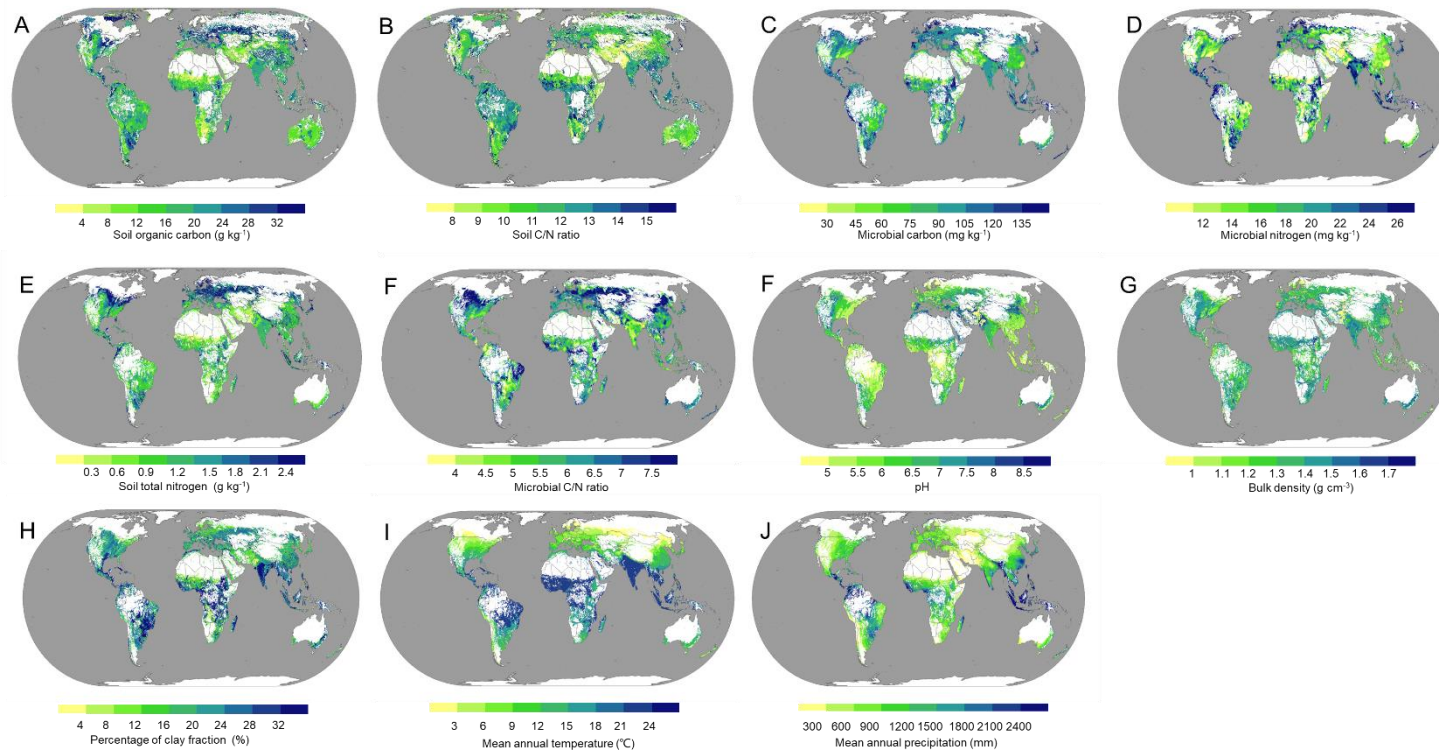 A
B
C
D
4 8 12 16 20 24 28 32
Soil organic carbon (g kg⁻¹)
8 9 10 11 12 13 14 15
Soil C/N ratio
30 45 60 75 90 105 120 135
Microbial carbon (mg kg⁻¹)
12 14 16 18 20 22 24 26
Microbial nitrogen (mg kg⁻¹)
E
F
F
G
0.3 0.6 0.9 1.2 1.5 1.8 2.1 2.4
Soil total nitrogen (g kg⁻¹)
4 4.5 5 5.5 6 6.5 7 7.5
Microbial C/N ratio
5 5.5 6 6.5 7 7.5 8 8.5
pH
1 1.1 1.2 1.3 1.4 1.5 1.6 1.7
Bulk density (g cm⁻³)
H
I
J
4 8 12 16 20 24 28 32
Percentage of clay fraction (%)
3 6 9 12 15 18 21 24
Mean annual temperature (℃)
300 600 900 1200 1500 1800 2100 2400
Mean annual precipitation (mm)